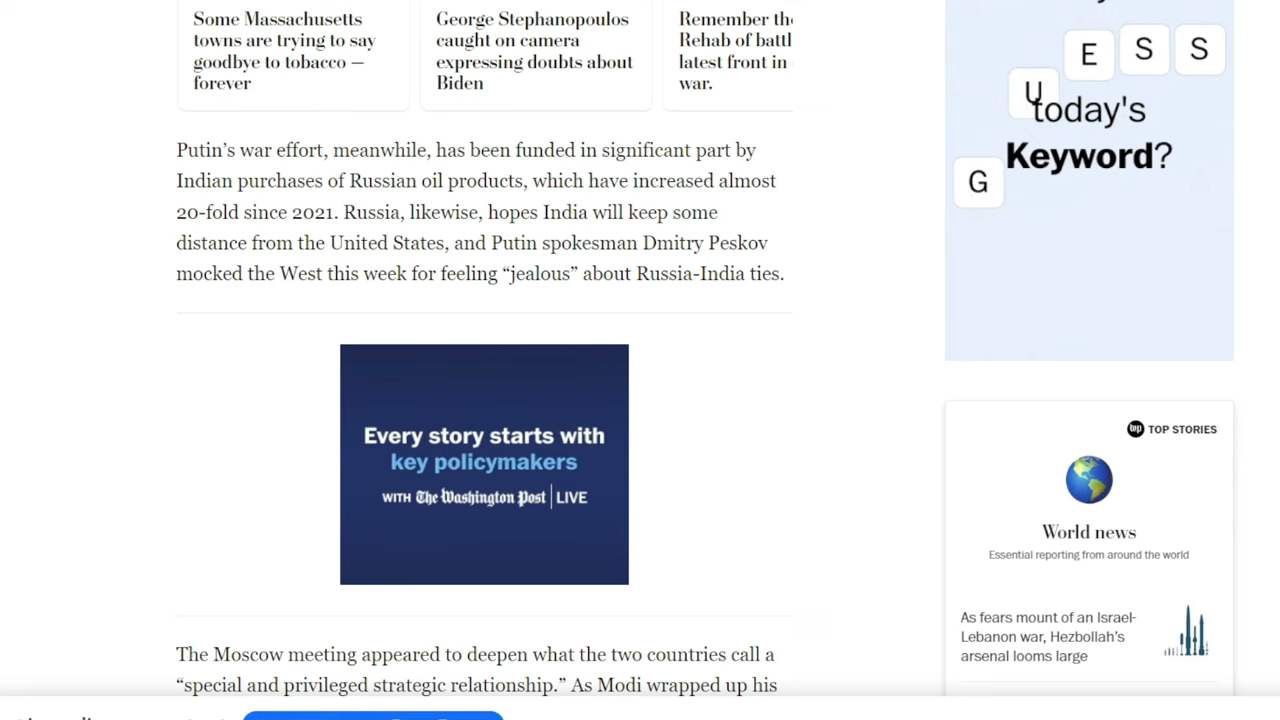 Some Massachusetts
towns are trying to say
goodbye to tobacco —
forever
George Stephanopoulos
caught on camera
expressing doubts about
Biden
Remember
Rehab of
latest front in
war.
Putin’s war effort, meanwhile, has been funded in significant part by
Indian purchases of Russian oil products, which have increased almost
20-fold since 2021. Russia, likewise, hopes India will keep some
distance from the United States, and Putin spokesman Dmitry Peskov
mocked the West this week for feeling “jealous” about Russia-India ties.
Every story starts with
key policymakers
WITH The Washington Post | LIVE
The Moscow meeting appeared to deepen what the two countries call a
“special and privileged strategic relationship.” As Modi wrapped up his
G U E S S
today's
Keyword?
wp TOP STORIES
World news
Essential reporting from around the world
As fears mount of an Israel-
Lebanon war, Hezbollah’s
arsenal looms large